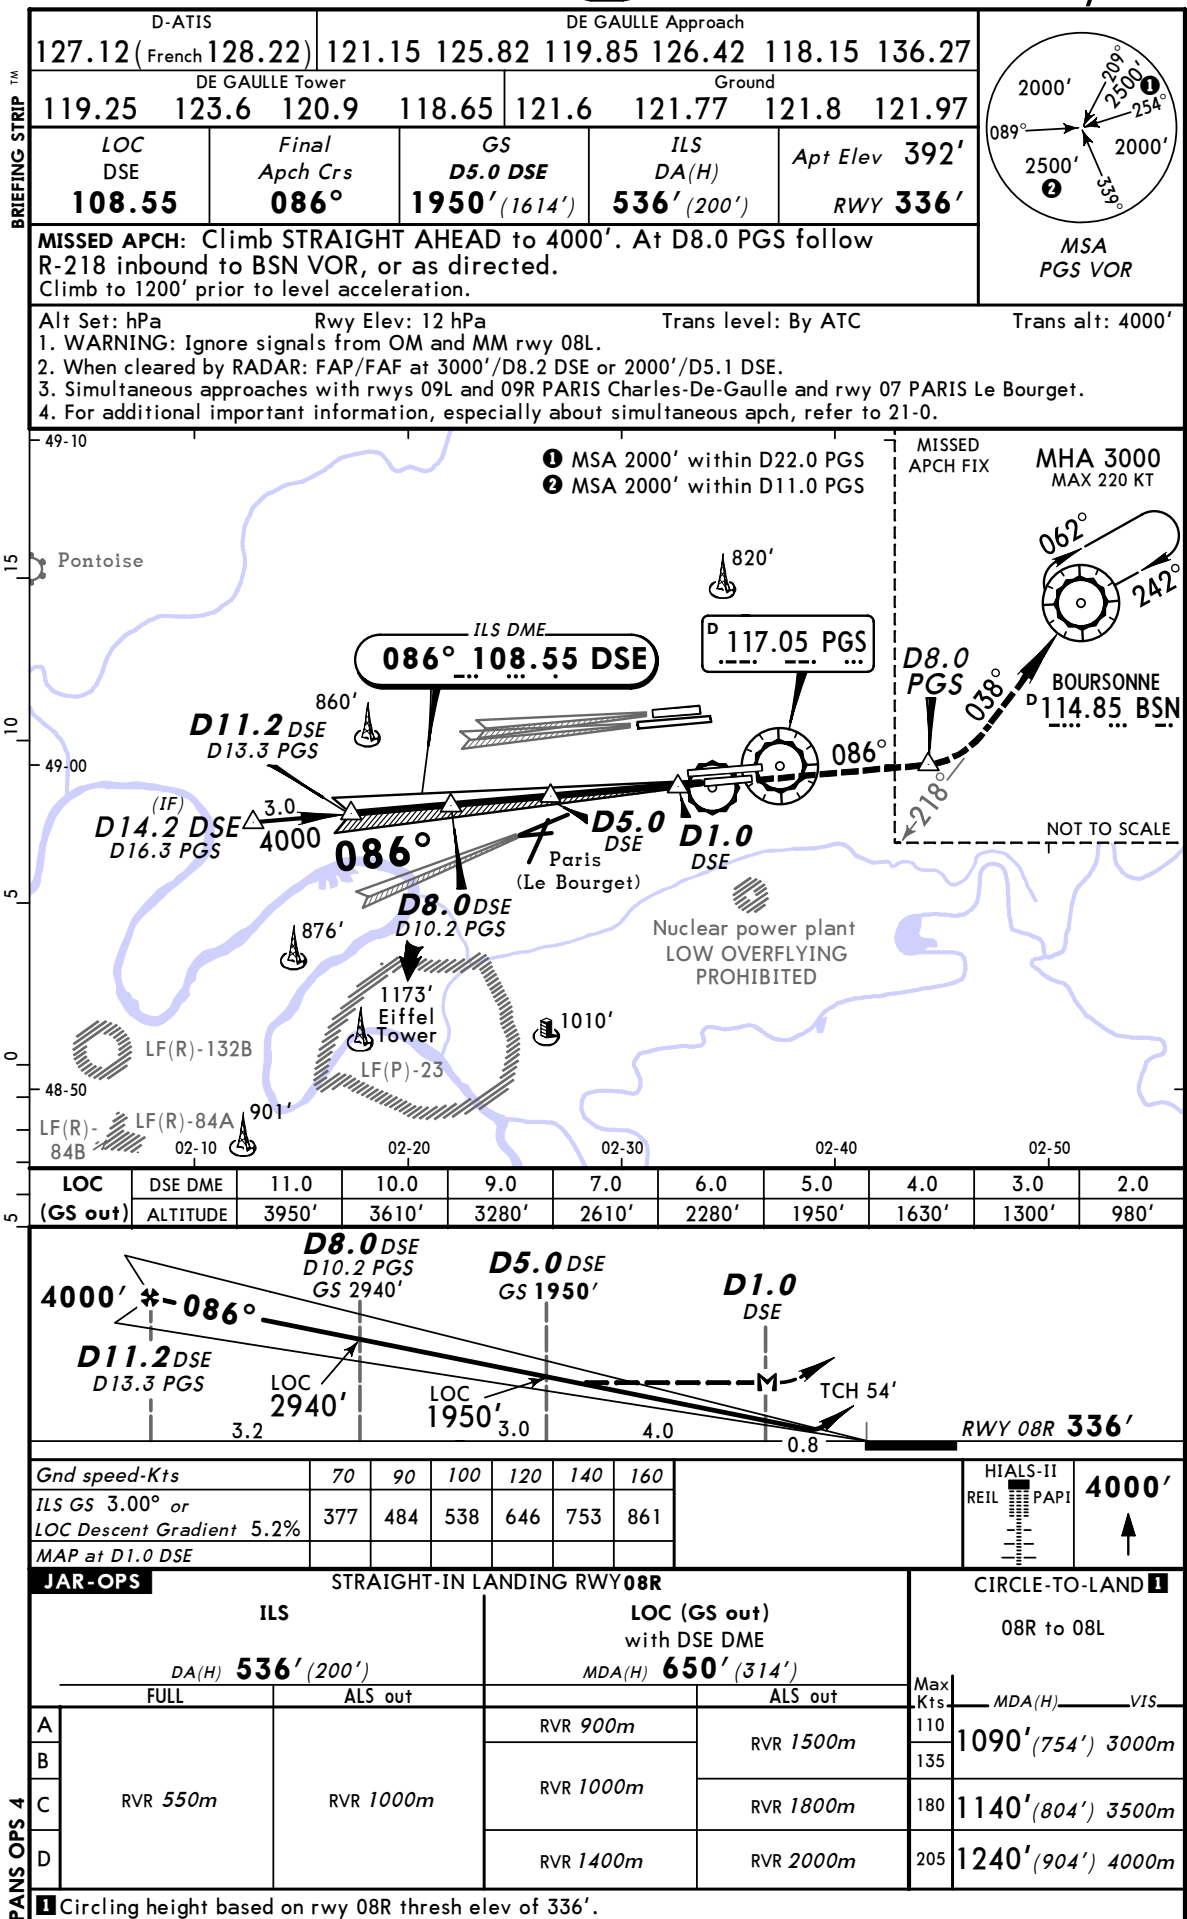 D-ATIS
127.12 (French 128.22)
DE GAULLE Approach
121.15 125.82 119.85 126.42 118.15 136.27
DE GAULLE Tower
119.25 123.6 120.9 118.65
Ground
121.6 121.77 121.8 121.97
BRIEFING STRIP TM
LOC
DSE
108.55
Final
Apch Crs
086°
GS
D5.0 DSE
1950' (1614')
ILS
DA(H)
536' (200')
Apt Elev 392'
RWY 336'
2000'
209°
2500' 1
254°
089°
2000'
2500'
2
339°
MSA
PGS VOR
MISSED APCH: Climb STRAIGHT AHEAD to 4000'. At D8.0 PGS follow
R-218 inbound to BSN VOR, or as directed.
Climb to 1200' prior to level acceleration.
Alt Set: hPa Rwy Elev: 12 hPa Trans level: By ATC Trans alt: 4000'
1. WARNING: Ignore signals from OM and MM rwy 08L.
2. When cleared by RADAR: FAP/FAF at 3000'/D8.2 DSE or 2000'/D5.1 DSE.
3. Simultaneous approaches with rwys 09L and 09R PARIS Charles-De-Gaulle and rwy 07 PARIS Le Bourget.
4. For additional important information, especially about simultaneous apch, refer to 21-0.
49-10
1 MSA 2000' within D22.0 PGS
2 MSA 2000' within D11.0 PGS
MISSED
APCH FIX
MHA 3000
MAX 220 KT
062°
242°
15
Pontoise
820'
ILS DME
086° 108.55 DSE
D 117.05 PGS
D8.0
PGS
038°
BOURSONNE
D 114.85 BSN
860'
D11.2 DSE
D13.3 PGS
10
49-00
086°
218°
NOT TO SCALE
(IF)
D14.2 DSE
D16.3 PGS
3.0
4000
086°
D5.0
DSE
D1.0
DSE
Paris
(Le Bourget)
5
D8.0 DSE
D10.2 PGS
876'
Nuclear power plant
LOW OVERFLYING
PROHIBITED
1173'
Eiffel
Tower
1010'
LF(R)-132B
LF(P)-23
0
48-50
LF(R)-84A
LF(R)-
84B
901'
02-10 02-20 02-30 02-40 02-50
5
LOC
(GS out)
DSE DME 11.0 10.0 9.0 7.0 6.0 5.0 4.0 3.0 2.0
ALTITUDE 3950' 3610' 3280' 2610' 2280' 1950' 1630' 1300' 980'
D8.0 DSE
D10.2 PGS
GS 2940'
D5.0 DSE
GS 1950'
D1.0
DSE
4000' 086°
D11.2 DSE
D13.3 PGS
LOC
2940'
LOC
1950'
M
TCH 54'
3.2 3.0 4.0 0.8
RWY 08R 336'
Gnd speed-Kts 70 90 100 120 140 160
ILS GS 3.00° or
LOC Descent Gradient 5.2%
377 484 538 646 753 861
MAP at D1.0 DSE
HIALS-II
REIL PAPI
4000'
JAR-OPS
STRAIGHT-IN LANDING RWY 08R
CIRCLE-TO-LAND 1
ILS
DA(H) 536' (200')
LOC (GS out)
with DSE DME
MDA(H) 650' (314')
08R to 08L
FULL ALS out ALS out
Max
Kts MDA(H) VIS
A
B
C
D
RVR 550m
RVR 1000m
RVR 900m
RVR 1000m
RVR 1400m
RVR 1500m
RVR 1800m
RVR 2000m
110
135
1090' (754') 3000m
180 1140' (804') 3500m
205 1240' (904') 4000m
PANS OPS 4
1 Circling height based on rwy 08R thresh elev of 336'.